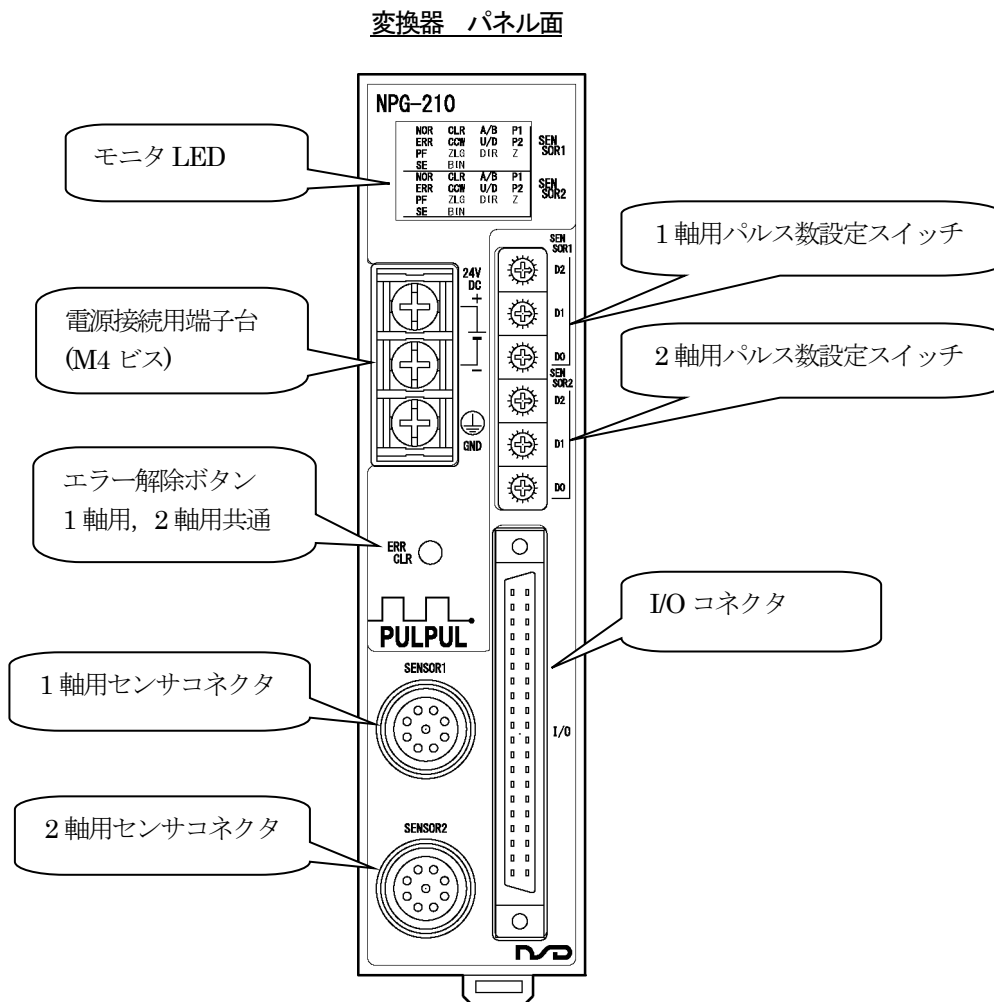 変換器　パネル面
NPG-210
NOR CLR A/B P1
ERR CCW U/D P2
PF ZLG DIR Z
SE BIN
SEN
SOR1
NOR CLR A/B P1
ERR CCW U/D P2
PF ZLG DIR Z
SE BIN
SEN
SOR2
モニタ LED
電源接続用端子台
(M4 ビス)
24V
DC
+
−
GND
SEN
SOR1
D2
D1
D0
SEN
SOR2
D2
D1
D0
1 軸用パルス数設定スイッチ
2 軸用パルス数設定スイッチ
エラー解除ボタン
1 軸用，2 軸用共通
ERR
CLR
PULPUL
I/O コネクタ
I/O
1 軸用センサコネクタ
SENSOR1
2 軸用センサコネクタ
SENSOR2
NSD